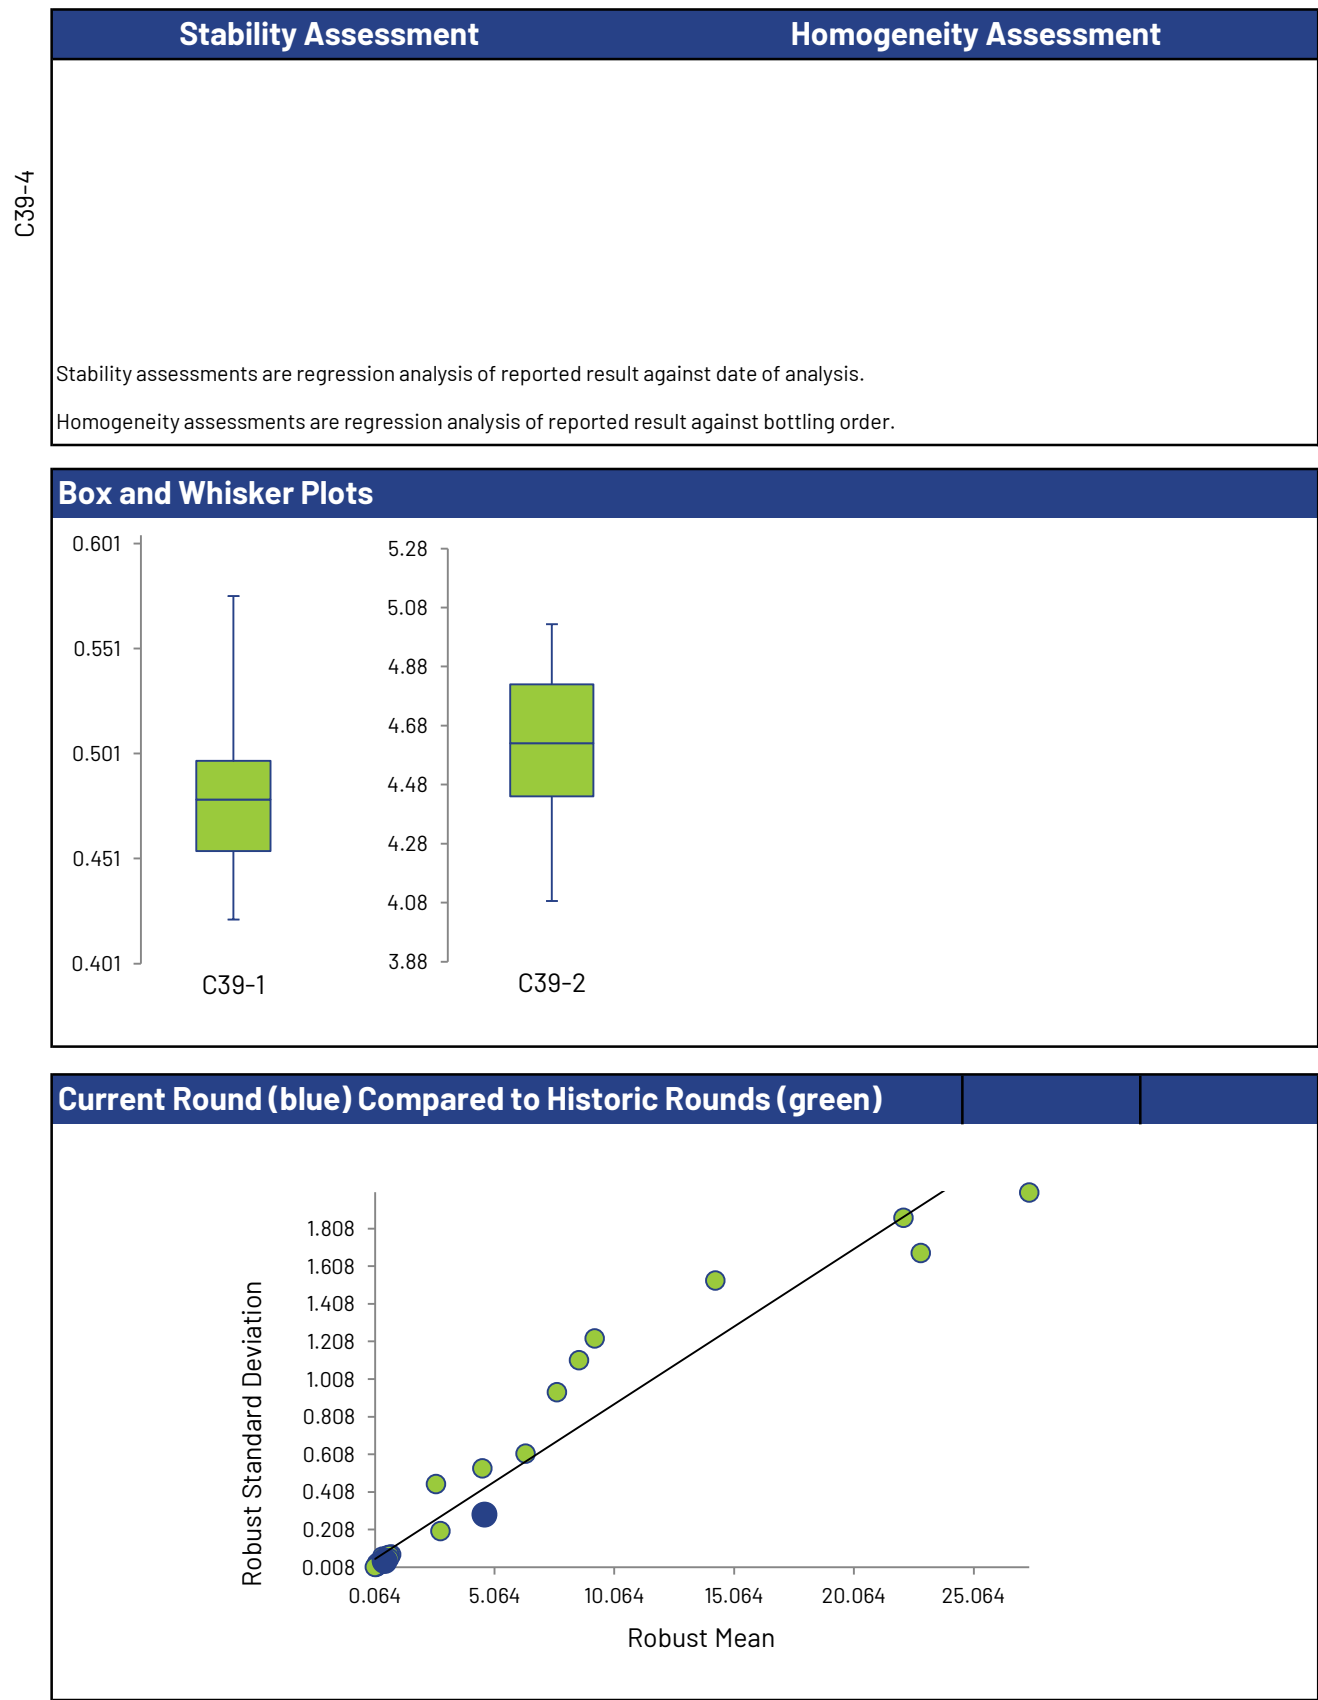 Stability Assessment
Homogeneity Assessment
C39-4
Stability assessments are regression analysis of reported result against date of analysis.
Homogeneity assessments are regression analysis of reported result against bottling order.
Box and Whisker Plots
0.601
0.551
0.501
0.451
0.401
C39-1
5.28
5.08
4.88
4.68
4.48
4.28
4.08
3.88
C39-2
Current Round (blue) Compared to Historic Rounds (green)
Robust Standard Deviation
1.808
1.608
1.408
1.208
1.008
0.808
0.608
0.408
0.208
0.008
0.064
5.064
10.064
15.064
20.064
25.064
Robust Mean